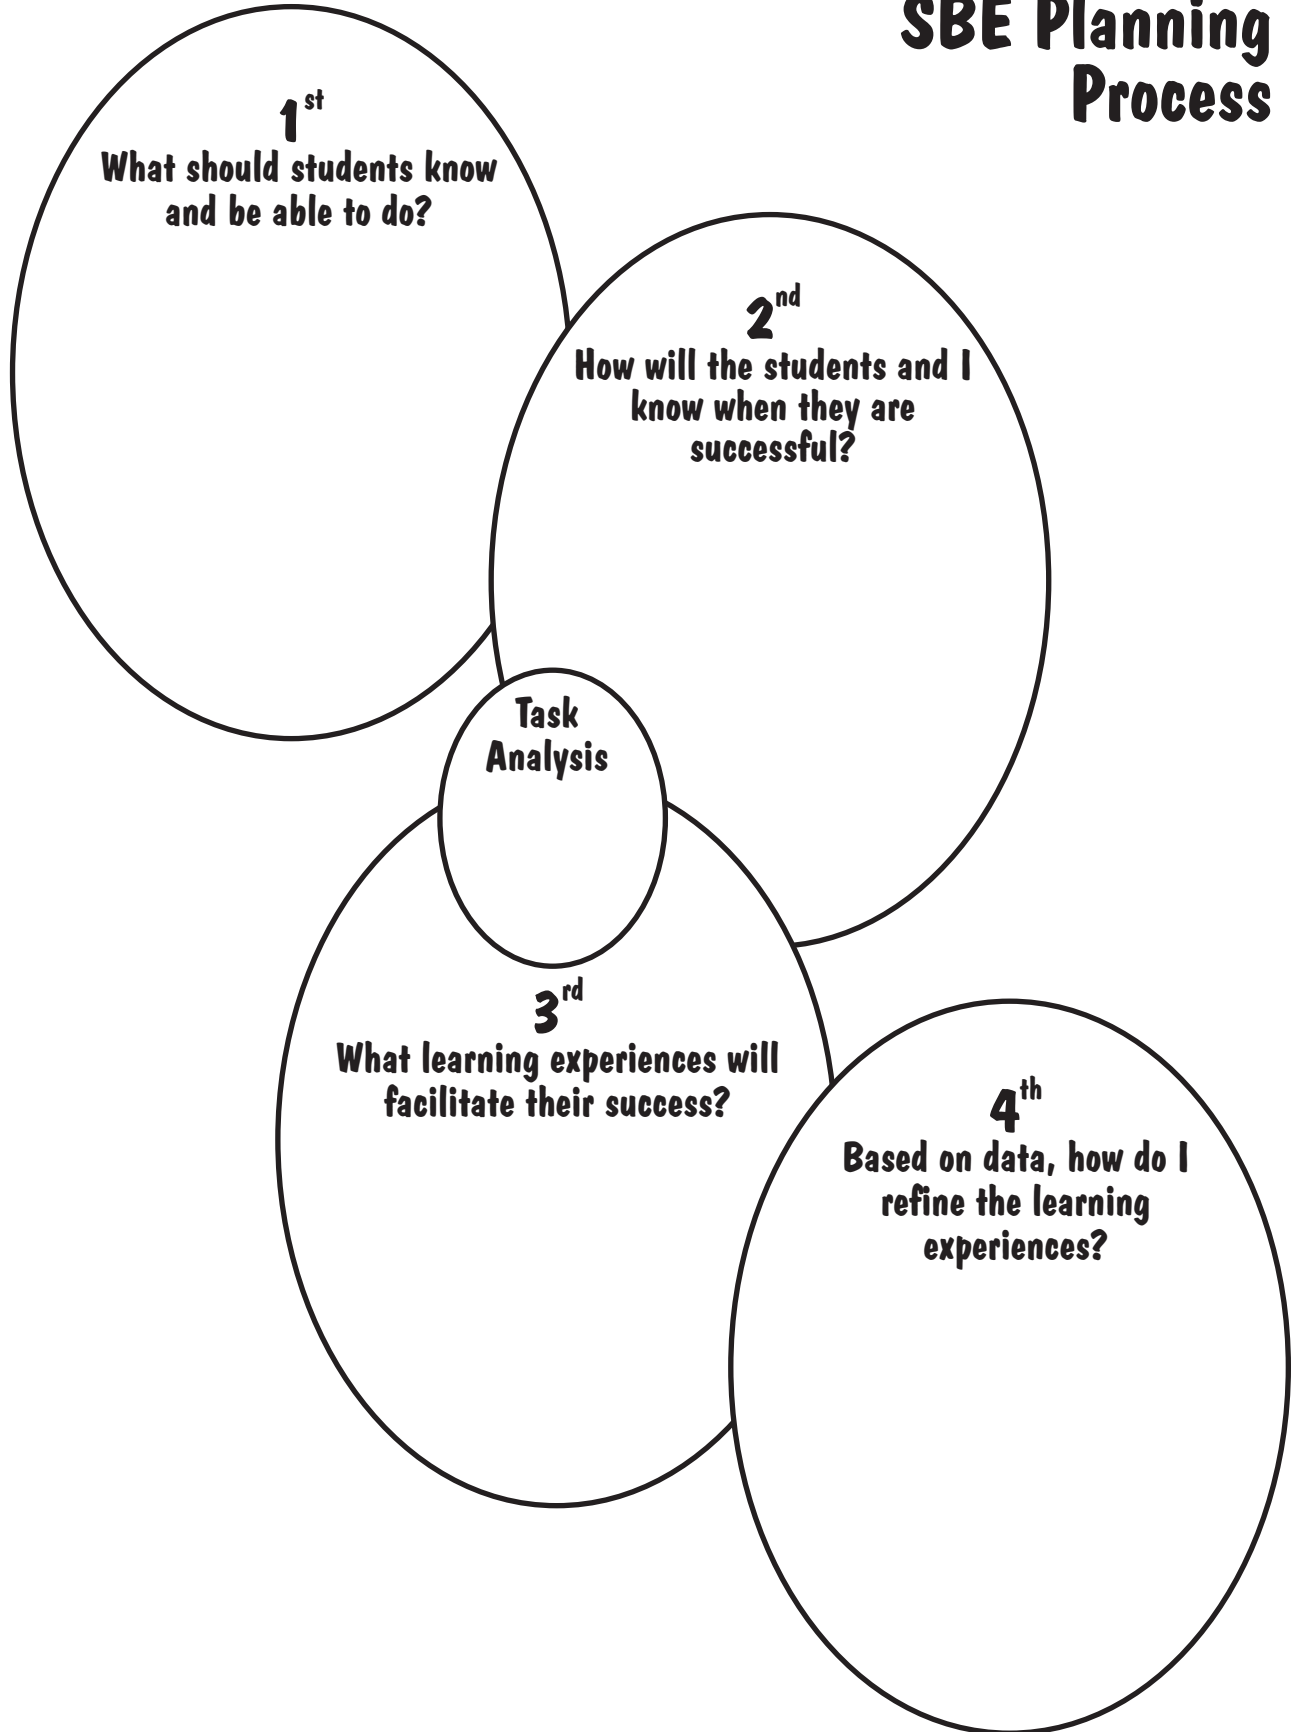 SBE Planning
Process
1st
What should students know
and be able to do?
2nd
How will the students and I
know when they are
successful?
Task
Analysis
3rd
What learning experiences will
facilitate their success?
4th
Based on data, how do I
refine the learning
experiences?